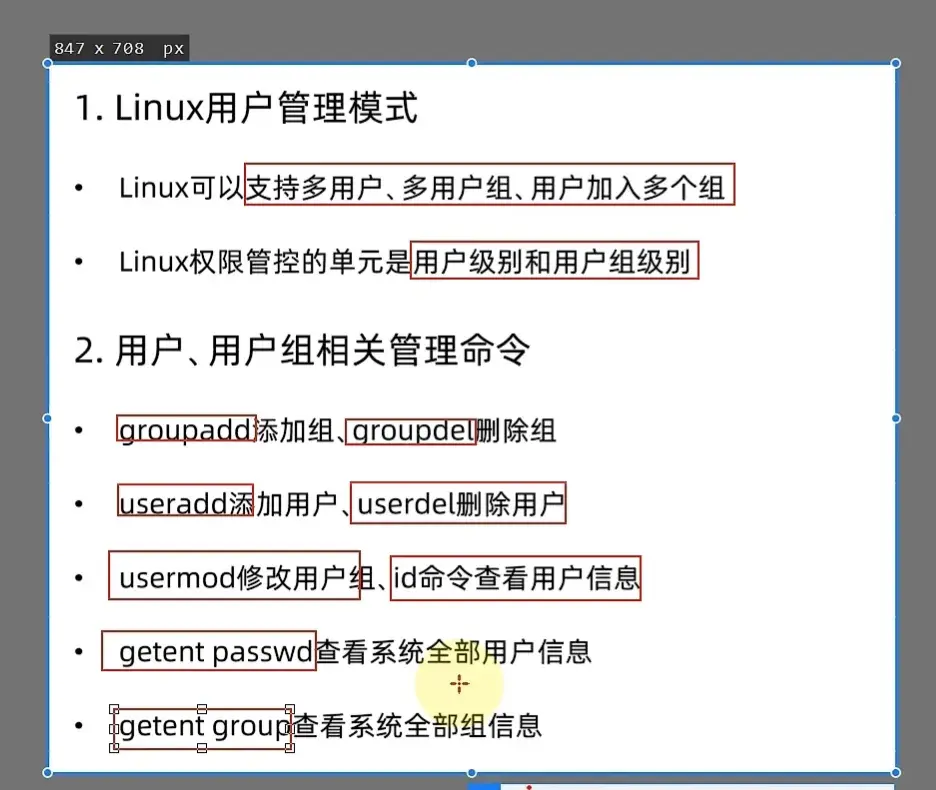 847 x 708 px
1. Linux用户管理模式
• Linux可以支持多用户、多用户组、用户加入多个组
• Linux权限管控的单元是用户级别和用户组级别
2. 用户、用户组相关管理命令
• groupadd添加组、groupdel删除组
• useradd添加用户、userdel删除用户
• usermod修改用户组、id命令查看用户信息
• getent passwd查看系统全部用户信息
• getent group查看系统全部组信息